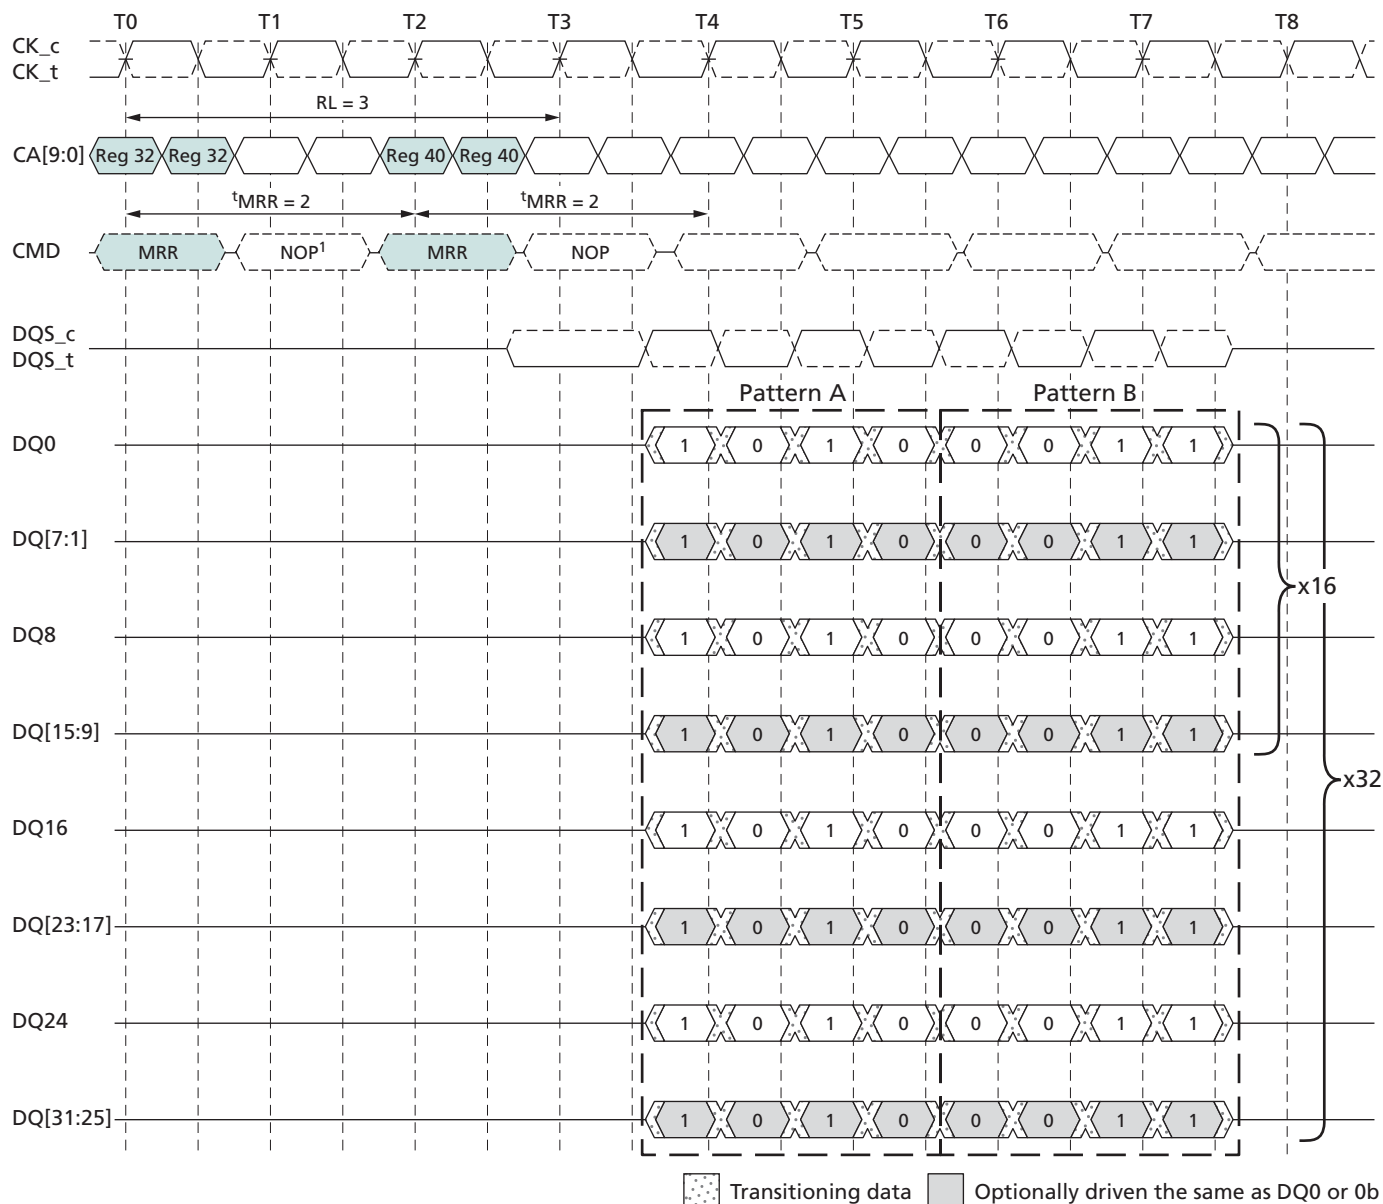 T0 T1 T2 T3 T4 T5 T6 T7 T8
CK_c
CK_t
RL = 3
CA[9:0] Reg 32 Reg 32 Reg 40 Reg 40
tMRR = 2 tMRR = 2
CMD MRR NOP1 MRR NOP
DQS_c
DQS_t
Pattern A Pattern B
DQ0 1 0 1 0 0 0 1 1
DQ[7:1] 1 0 1 0 0 0 1 1
x16
DQ8 1 0 1 0 0 0 1 1
DQ[15:9] 1 0 1 0 0 0 1 1
x32
DQ16 1 0 1 0 0 0 1 1
DQ[23:17] 1 0 1 0 0 0 1 1
DQ24 1 0 1 0 0 0 1 1
DQ[31:25] 1 0 1 0 0 0 1 1
Transitioning data Optionally driven the same as DQ0 or 0b